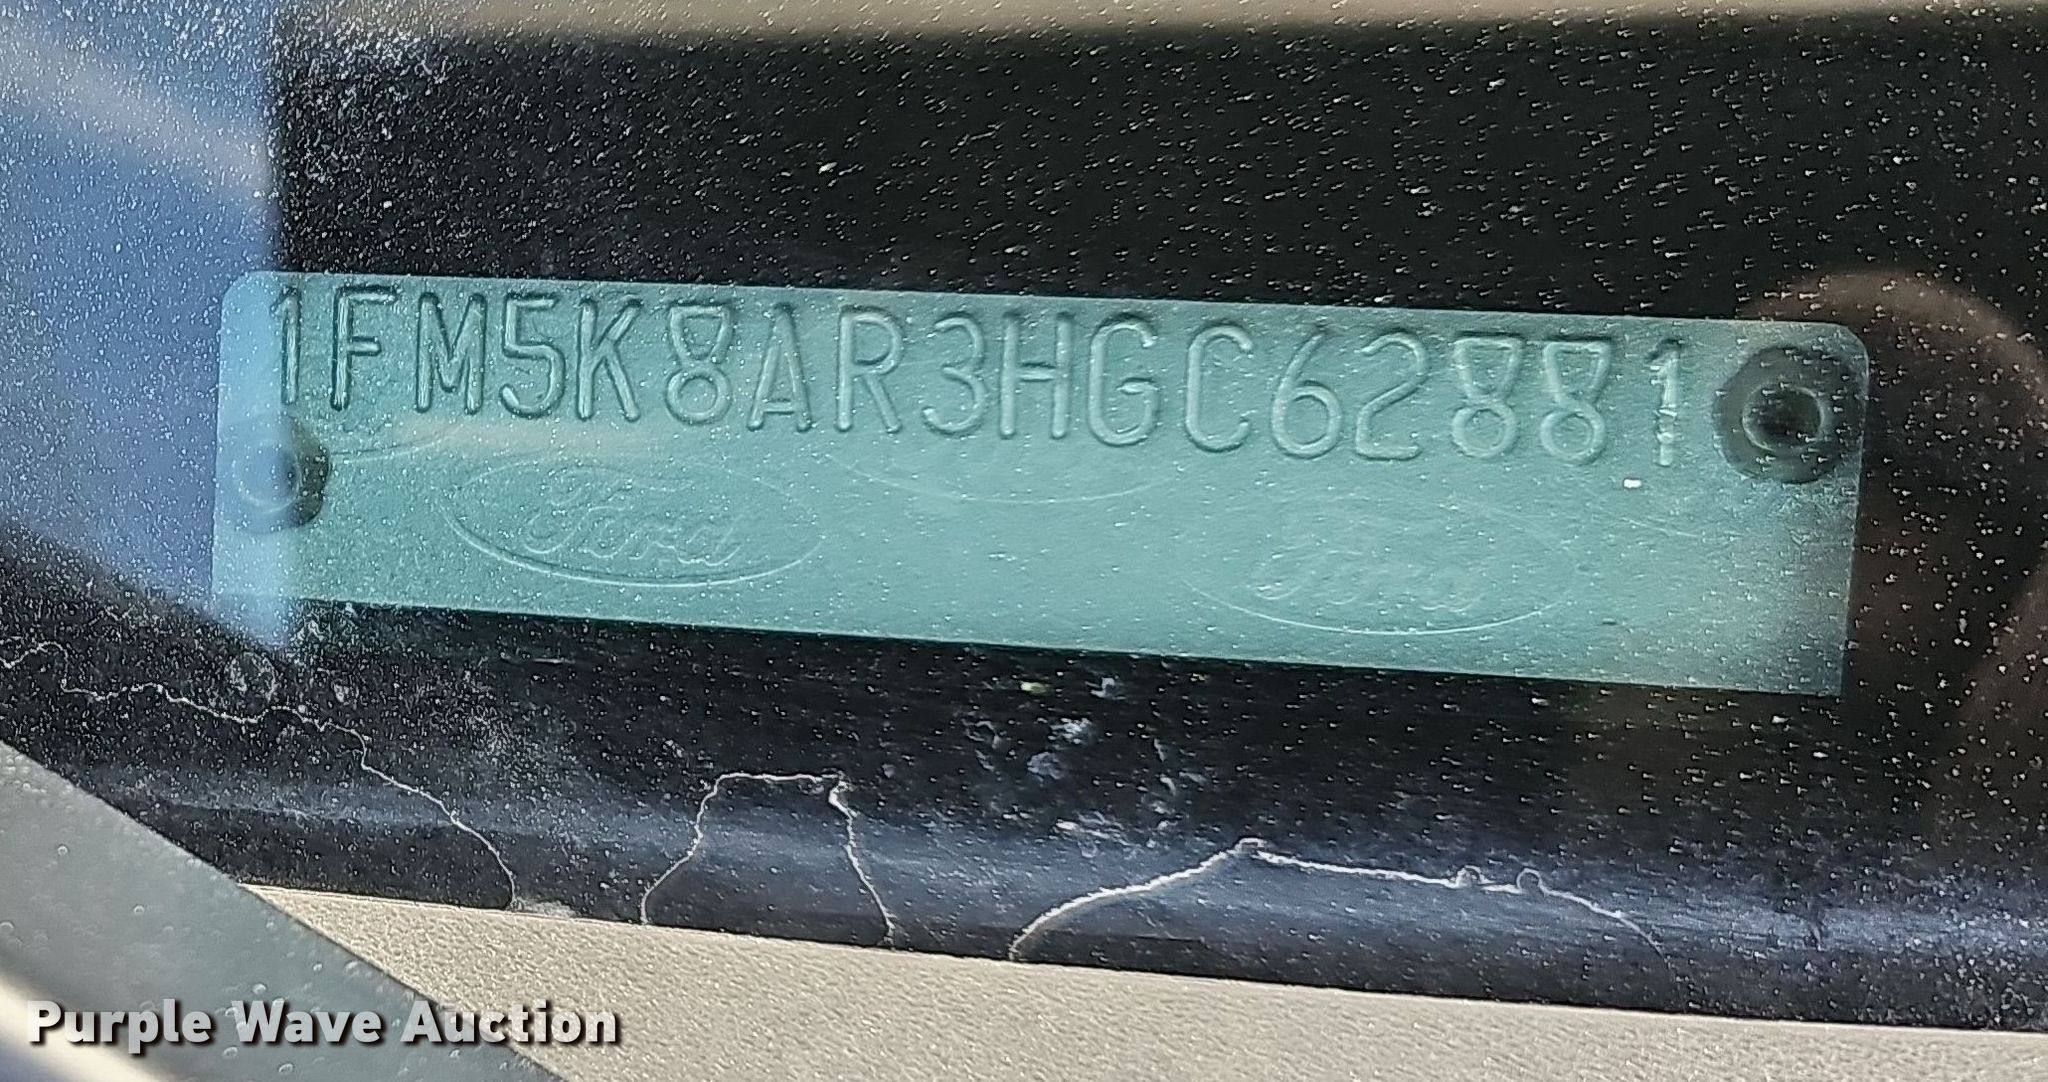 1FM5K8AR3HGC62881
Ford Ford
Purple Wave Auction